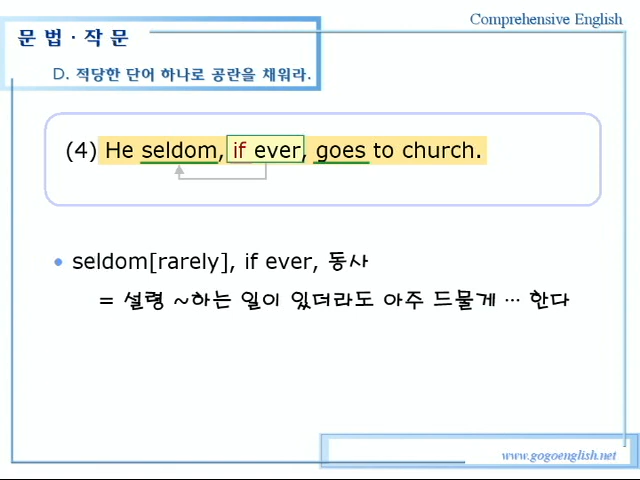 Comprehensive English
문 법 · 작 문
D. 적당한 단어 하나로 공란을 채워라.
(4) He seldom, if ever, goes to church.
• seldom[rarely], if ever, 동사
= 설령 ~하는 일이 있더라도 아주 드물게 … 한다
www.gogoenglish.net